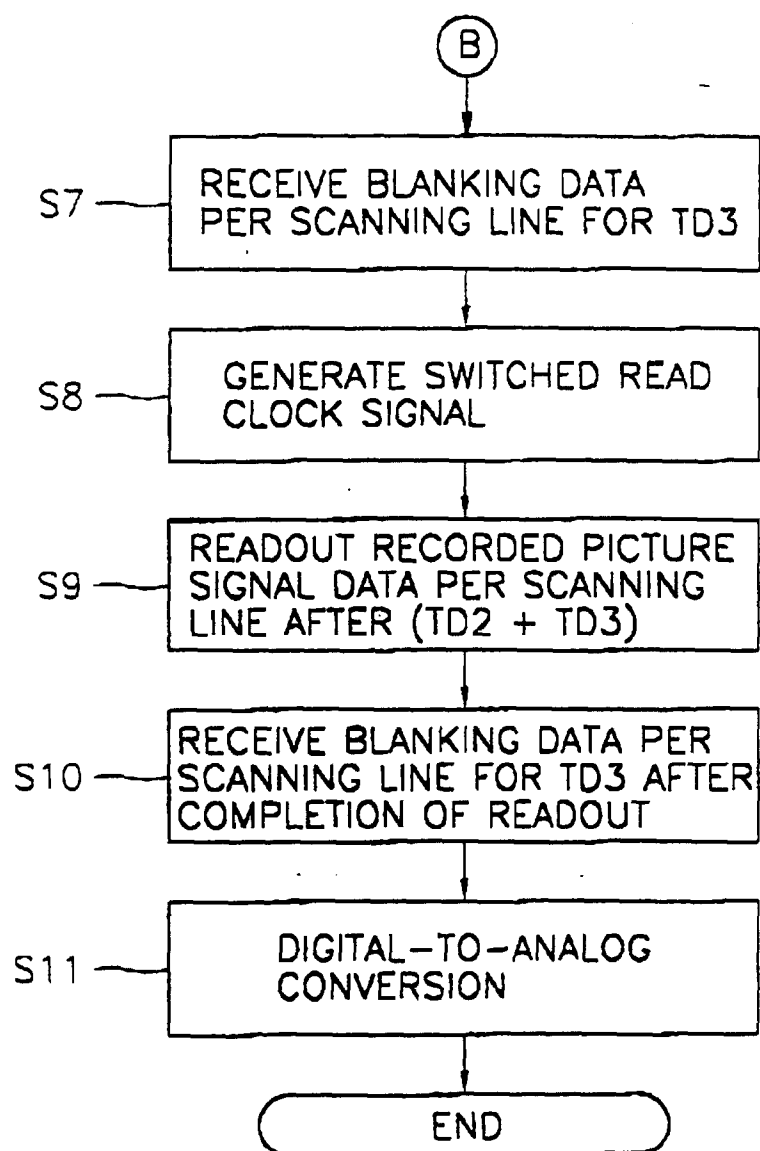 B
S7
RECEIVE BLANKING DATA
PER SCANNING LINE FOR TD3
S8
GENERATE SWITCHED READ
CLOCK SIGNAL
S9
READOUT RECORDED PICTURE
SIGNAL DATA PER SCANNING
LINE AFTER (TD2 + TD3)
S10
RECEIVE BLANKING DATA PER
SCANNING LINE FOR TD3 AFTER
COMPLETION OF READOUT
S11
DIGITAL-TO-ANALOG
CONVERSION
END